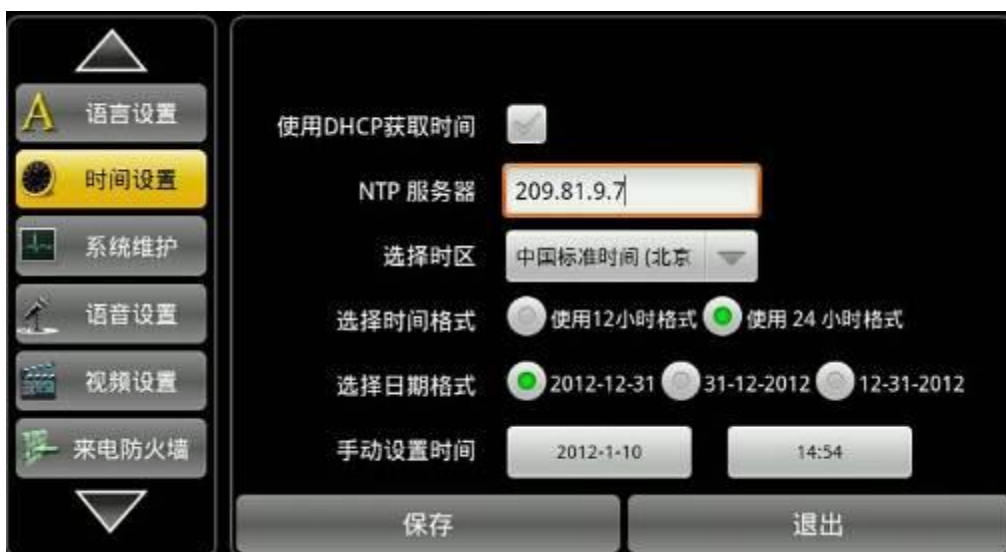 语言设置
时间设置
系统维护
语音设置
视频设置
来电防火墙
使用DHCP获取时间
NTP 服务器 209.81.9.7
选择时区 中国标准时间 (北京
选择时间格式 使用12小时格式 使用 24 小时格式
选择日期格式 2012-12-31 31-12-2012 12-31-2012
手动设置时间 2012-1-10 14:54
保存 退出